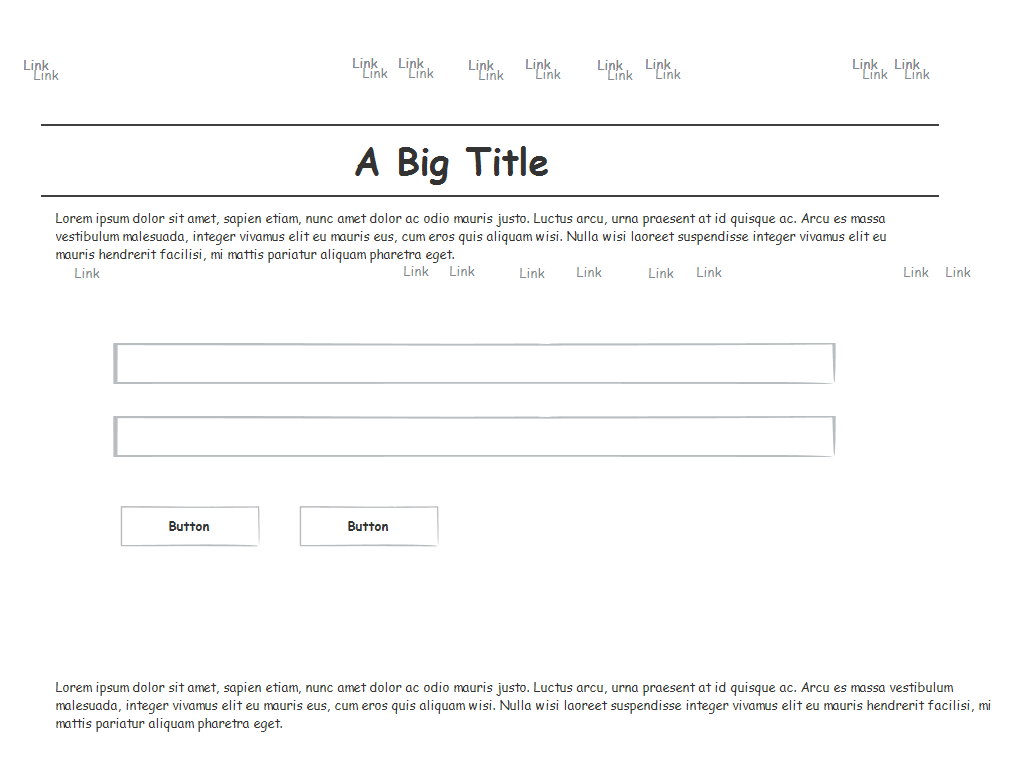 Link Link Link Link Link Link Link Link Link
Link Link Link Link Link Link Link Link Link
A Big Title
Lorem ipsum dolor sit amet, sapien etiam, nunc amet dolor ac odio mauris justo. Luctus arcu, urna praesent at id quisque ac. Arcu es massa
vestibulum malesuada, integer vivamus elit eu mauris eus, cum eros quis aliquam wisi. Nulla wisi laoreet suspendisse integer vivamus elit eu
mauris hendrerit facilisi, mi mattis pariatur aliquam pharetra eget.
Link Link Link Link Link Link Link Link Link
Button Button
Lorem ipsum dolor sit amet, sapien etiam, nunc amet dolor ac odio mauris justo. Luctus arcu, urna praesent at id quisque ac. Arcu es massa vestibulum
malesuada, integer vivamus elit eu mauris eus, cum eros quis aliquam wisi. Nulla wisi laoreet suspendisse integer vivamus elit eu mauris hendrerit facilisi, mi
mattis pariatur aliquam pharetra eget.